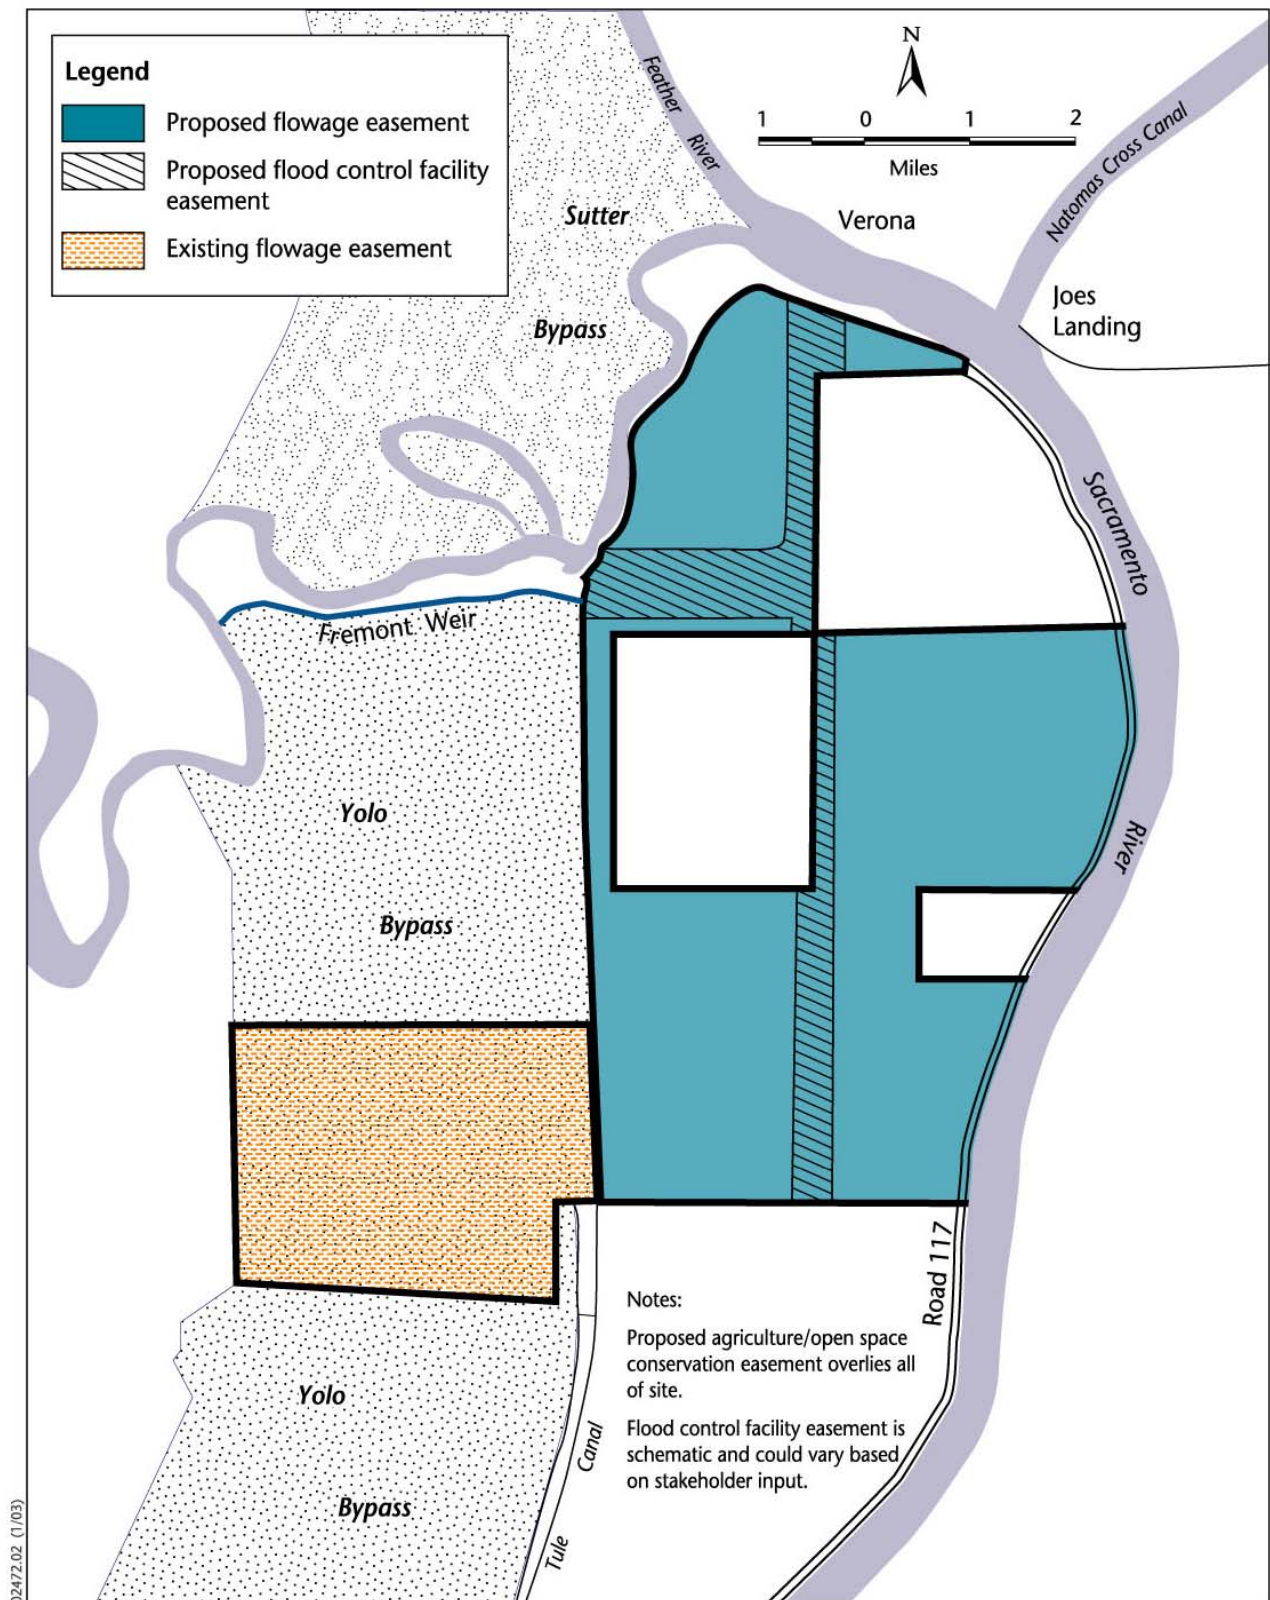 Legend
Proposed flowage easement
Proposed flood control facility
easement
Existing flowage easement
N
1 0 1 2
Miles
Feather
River
Natomas Cross Canal
Sutter
Bypass
Verona
Joes
Landing
Sacramento
River
Fremont Weir
Yolo
Bypass
Road 117
Notes:
Proposed agriculture/open space
conservation easement overlies all
of site.
Flood control facility easement is
schematic and could vary based
on stakeholder input.
Yolo
Bypass
Tule
Canal
02472.02 (1/03)